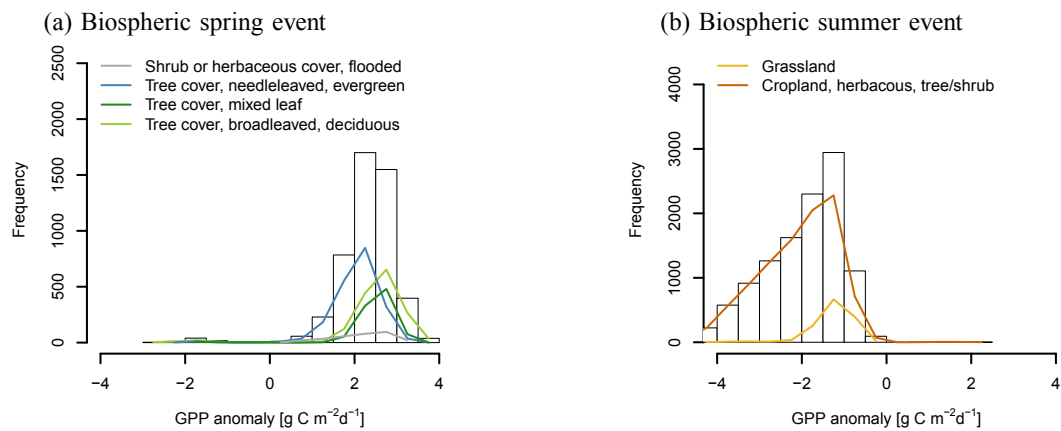 (a) Biospheric spring event
Shrub or herbaceous cover, flooded
Tree cover, needleleaved, evergreen
Tree cover, mixed leaf
Tree cover, broadleaved, deciduous
Frequency
2500
2000
1500
1000
500
0
−4 −2 0 2 4
GPP anomaly [g C m−2d−1]
(b) Biospheric summer event
Grassland
Cropland, herbacous, tree/shrub
Frequency
4000
3000
2000
1000
0
−4 −2 0 2 4
GPP anomaly [g C m−2d−1]